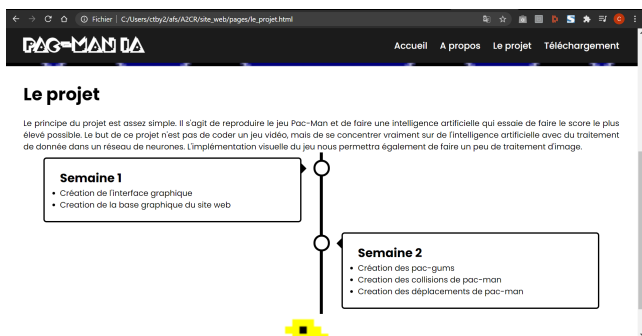 Fichier | C:/Users/ctby2/afs/A2CR/site_web/pages/le_projet.html
PAC-MAN IA
Accueil A propos Le projet Téléchargement
Le projet
Le principe du projet est assez simple. Il s'agit de reproduire le jeu Pac-Man et de faire une intelligence artificielle qui essaie de faire le score le plus
élevé possible. Le but de ce projet n'est pas de coder un jeu vidéo, mais de se concentrer vraiment sur de l'intelligence artificielle avec du traitement
de donnée dans un réseau de neurones. L'implémentation visuelle du jeu nous permettra également de faire un peu de traitement d'image.
Semaine 1
• Création de l'interface graphique
• Creation de la base graphique du site web
Semaine 2
• Création des pac-gums
• Creation des collisions de pac-man
• Creation des déplacements de pac-man